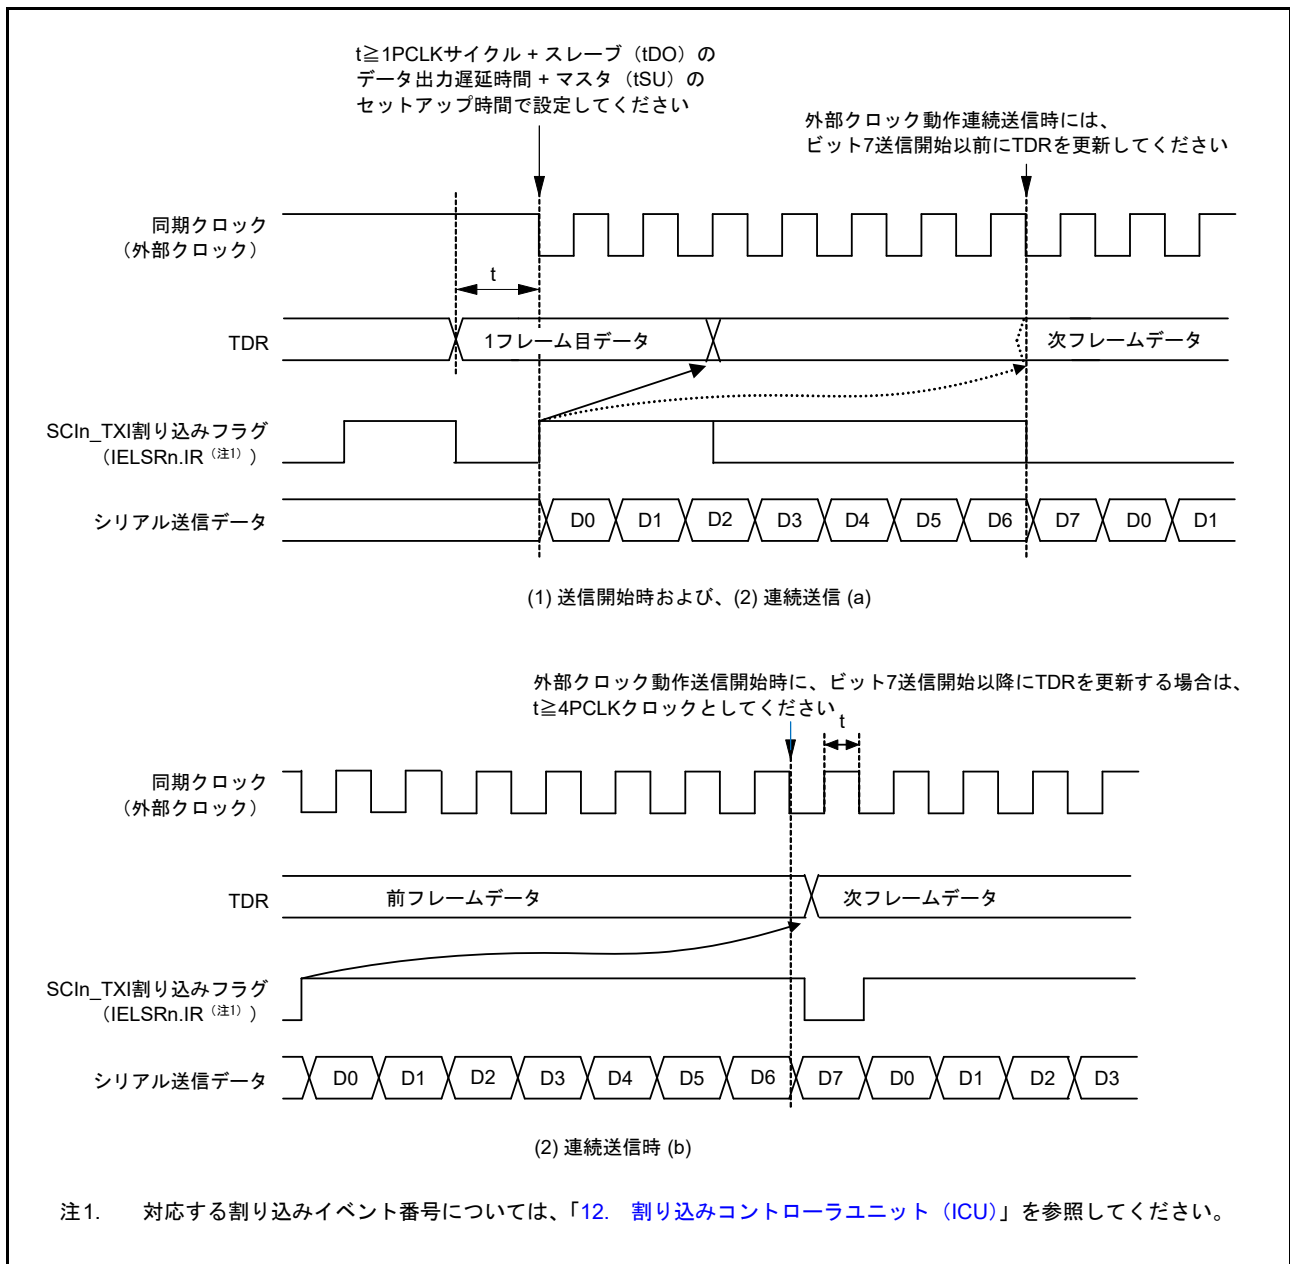 t≧1PCLKサイクル + スレーブ（tDO）の
データ出力遅延時間 + マスタ（tSU）の
セットアップ時間で設定してください
外部クロック動作連続送信時には、
ビット7送信開始以前にTDRを更新してください
同期クロック
（外部クロック）
t
TDR
1フレーム目データ
次フレームデータ
SCIn_TXI割り込みフラグ
（IELSRn.IR（注1））
シリアル送信データ
D0 D1 D2 D3 D4 D5 D6 D7 D0 D1
(1) 送信開始時および、(2) 連続送信 (a)
外部クロック動作送信開始時に、ビット7送信開始以降にTDRを更新する場合は、
t≧4PCLKクロックとしてください
t
同期クロック
（外部クロック）
TDR
前フレームデータ
次フレームデータ
SCIn_TXI割り込みフラグ
（IELSRn.IR（注1））
シリアル送信データ
D0 D1 D2 D3 D4 D5 D6 D7 D0 D1 D2 D3
(2) 連続送信時 (b)
注1. 対応する割り込みイベント番号については、「12. 割り込みコントローラユニット（ICU）」を参照してください。